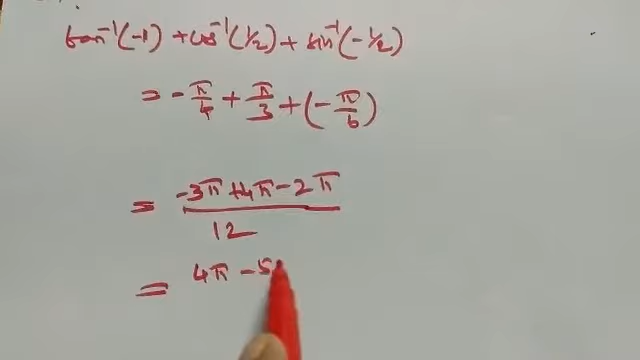 tan⁻¹(-1) + cos⁻¹(1/2) + sin⁻¹(-1/2)
= -π/4 + π/3 + (-π/6)
= (-3π + 4π - 2π)/12
= 4π - 5